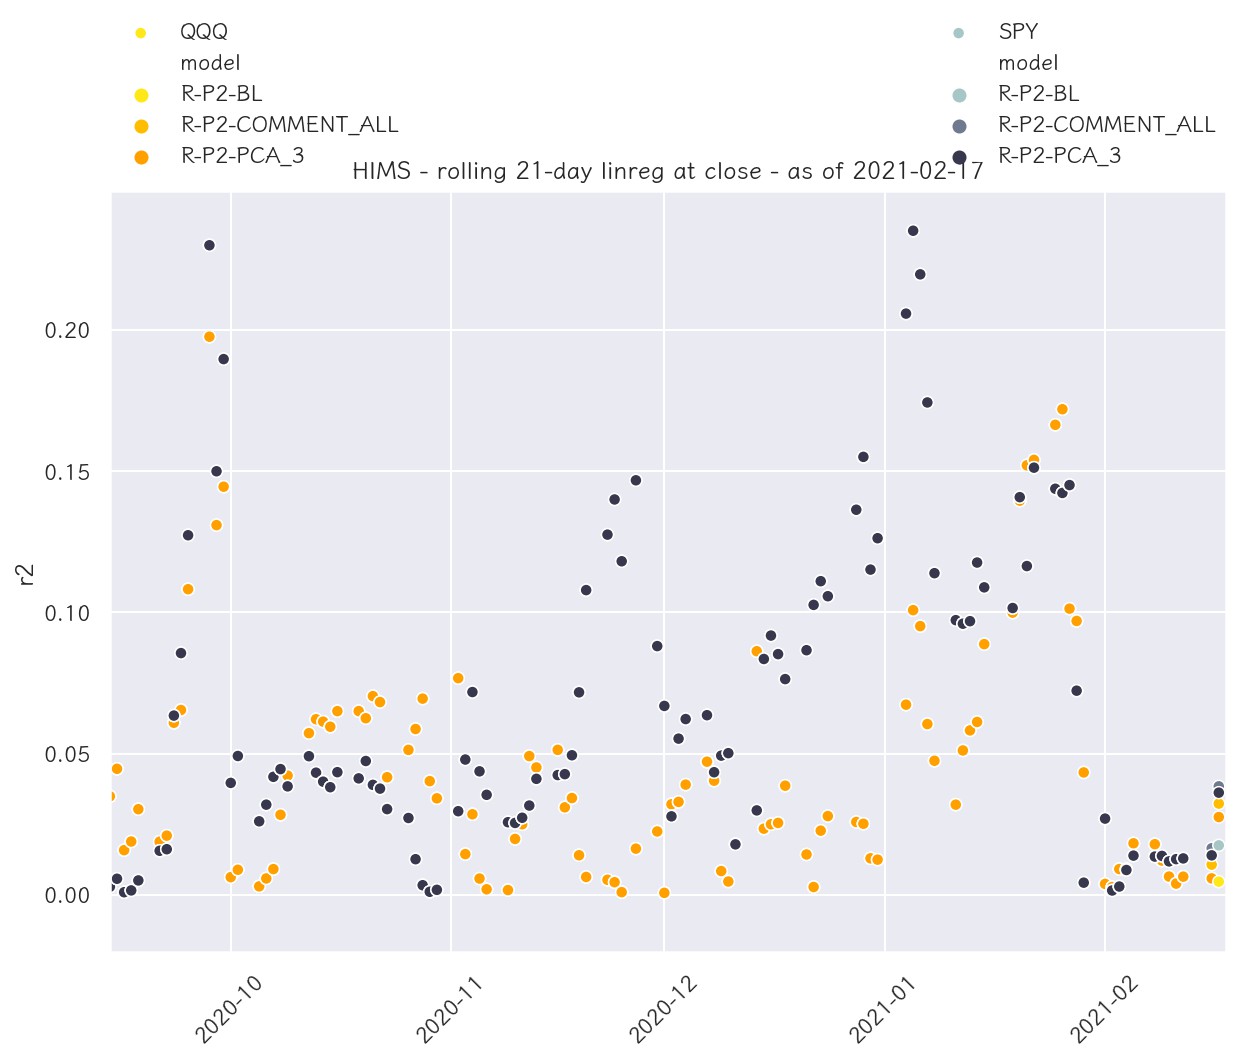 QQQ
model
R-P2-BL
R-P2-COMMENT_ALL
R-P2-PCA_3
SPY
model
R-P2-BL
R-P2-COMMENT_ALL
R-P2-PCA_3
HIMS - rolling 21-day linreg at close - as of 2021-02-17
r2
0.20
0.15
0.10
0.05
0.00
2020-10
2020-11
2020-12
2021-01
2021-02